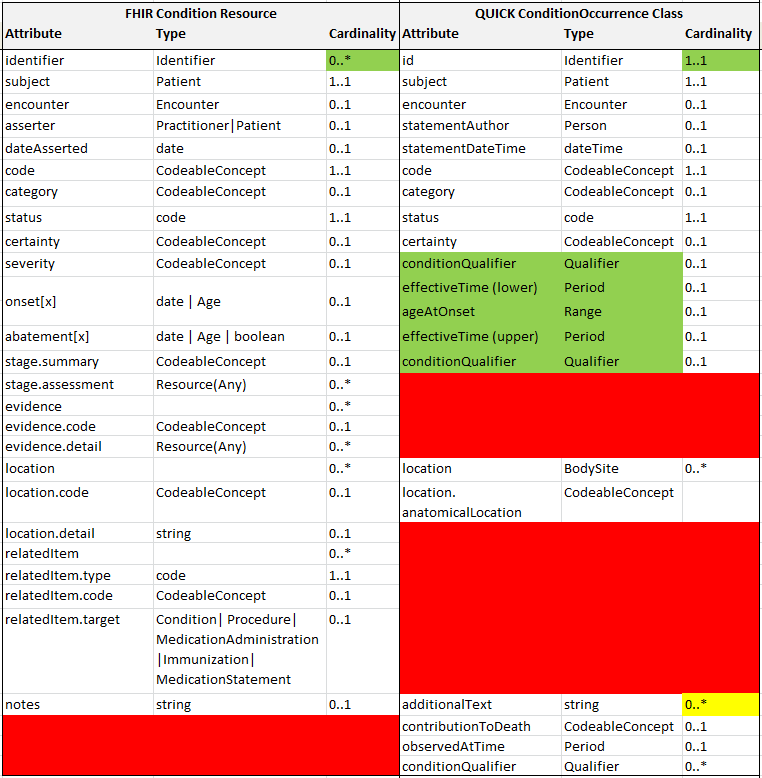 FHIR Condition Resource QUICK ConditionOccurrence Class
Attribute Type Cardinality Attribute Type Cardinality
identifier Identifier 0..* id Identifier 1..1
subject Patient 1..1 subject Patient 1..1
encounter Encounter 0..1 encounter Encounter 0..1
asserter Practitioner|Patient 0..1 statementAuthor Person 0..1
dateAsserted date 0..1 statementDateTime dateTime 0..1
code CodeableConcept 1..1 code CodeableConcept 1..1
category CodeableConcept 0..1 category CodeableConcept 0..1
status code 1..1 status code 1..1
certainty CodeableConcept 0..1 certainty CodeableConcept 0..1
severity CodeableConcept 0..1 conditionQualifier Qualifier 0..1
effectiveTime (lower) Period 0..1
onset[x] date | Age 0..1
ageAtOnset Range 0..1
abatement[x] date | Age | boolean 0..1 effectiveTime (upper) Period 0..1
stage.summary CodeableConcept 0..1 conditionQualifier Qualifier 0..1
stage.assessment Resource(Any) 0..*
evidence 0..*
evidence.code CodeableConcept 0..1
evidence.detail Resource(Any) 0..*
location 0..* location BodySite 0..*
location.code CodeableConcept 0..1 location. CodeableConcept
anatomicalLocation
location.detail string 0..1
relatedItem 0..*
relatedItem.type code 1..1
relatedItem.code CodeableConcept 0..1
relatedItem.target Condition| Procedure| 0..1
MedicationAdministration
|Immunization|
MedicationStatement
notes string 0..1 additionalText string 0..*
contributionToDeath CodeableConcept 0..1
observedAtTime Period 0..1
conditionQualifier Qualifier 0..*